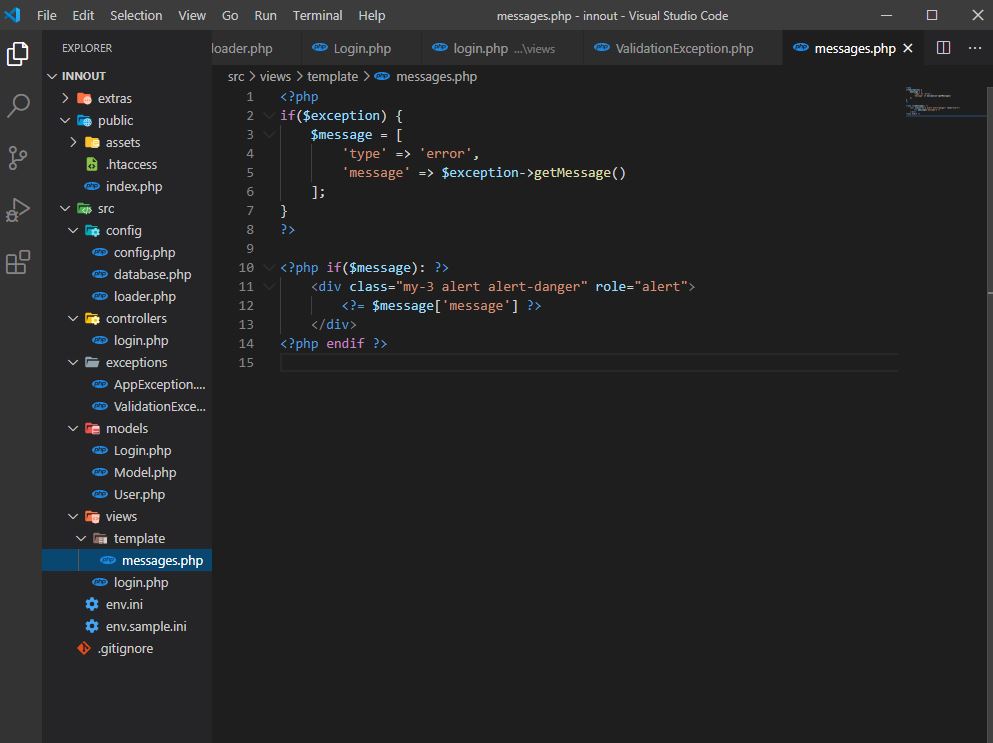 File Edit Selection View Go Run Terminal Help messages.php - innout - Visual Studio Code
EXPLORER
loader.php Login.php login.php ...\views ValidationException.php messages.php
INNOUT
extras
public
assets
.htaccess
index.php
src
config
config.php
database.php
loader.php
controllers
login.php
exceptions
AppException....
ValidationExce...
models
Login.php
Model.php
User.php
views
template
messages.php
login.php
env.ini
env.sample.ini
.gitignore
src > views > template > messages.php
1 <?php
2 if($exception) {
3 $message = [
4 'type' => 'error',
5 'message' => $exception->getMessage()
6 ];
7 }
8 ?>
9
10 <?php if($message): ?>
11 <div class="my-3 alert alert-danger" role="alert">
12 <?= $message['message'] ?>
13 </div>
14 <?php endif ?>
15